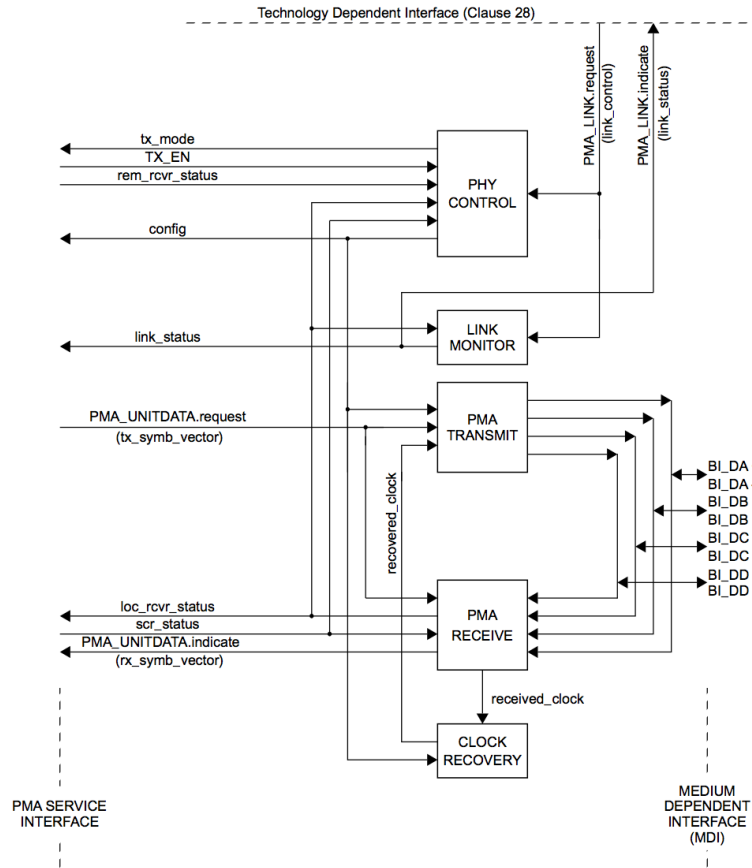 Technology Dependent Interface (Clause 28)
PMA_LINK.request
(link_control)
PMA_LINK.indicate
(link_status)
tx_mode
TX_EN
rem_rcvr_status
PHY
CONTROL
config
LINK
MONITOR
link_status
PMA_UNITDATA.request
(tx_symb_vector)
PMA
TRANSMIT
recovered_clock
BI_DA
BI_DA-
BI_DB
BI_DB
BI_DC
BI_DC
BI_DD
BI_DD
loc_rcvr_status
scr_status
PMA_UNITDATA.indicate
(rx_symb_vector)
PMA
RECEIVE
received_clock
CLOCK
RECOVERY
PMA SERVICE
INTERFACE
MEDIUM
DEPENDENT
INTERFACE
(MDI)